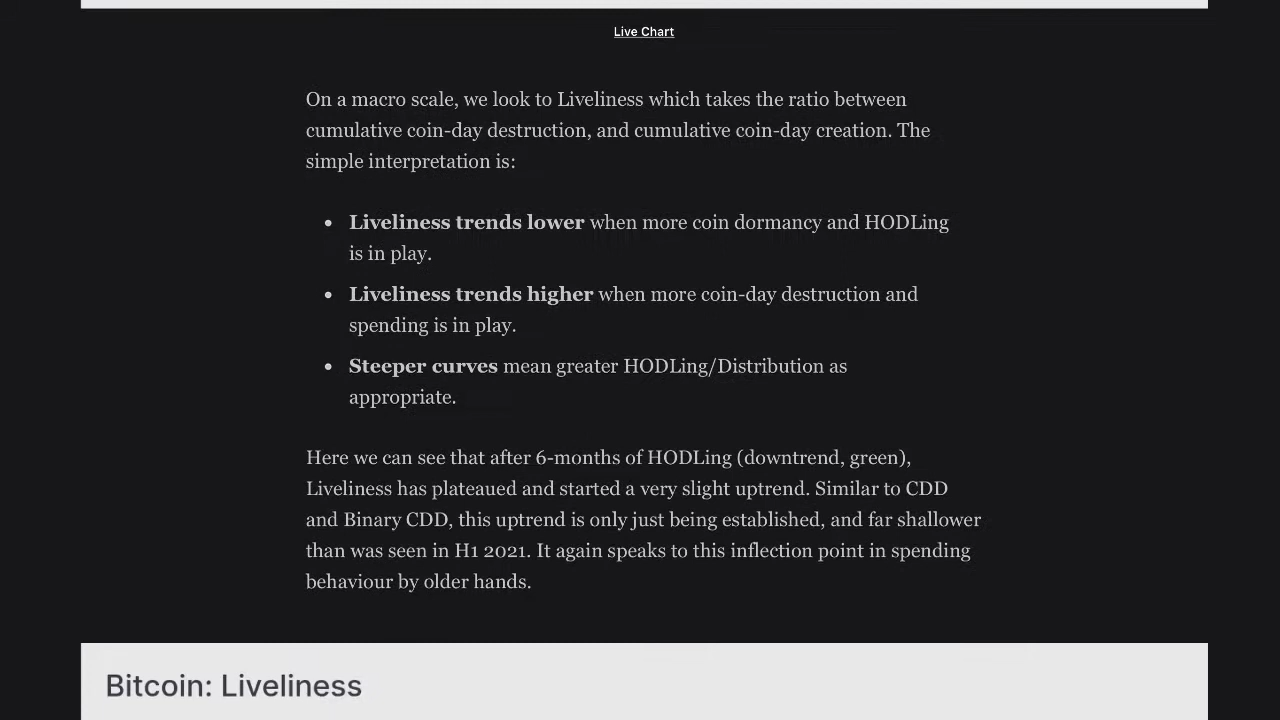 Live Chart
On a macro scale, we look to Liveliness which takes the ratio between
cumulative coin-day destruction, and cumulative coin-day creation. The
simple interpretation is:
• Liveliness trends lower when more coin dormancy and HODLing
is in play.
• Liveliness trends higher when more coin-day destruction and
spending is in play.
• Steeper curves mean greater HODLing/Distribution as
appropriate.
Here we can see that after 6-months of HODLing (downtrend, green),
Liveliness has plateaued and started a very slight uptrend. Similar to CDD
and Binary CDD, this uptrend is only just being established, and far shallower
than was seen in H1 2021. It again speaks to this inflection point in spending
behaviour by older hands.
Bitcoin: Liveliness